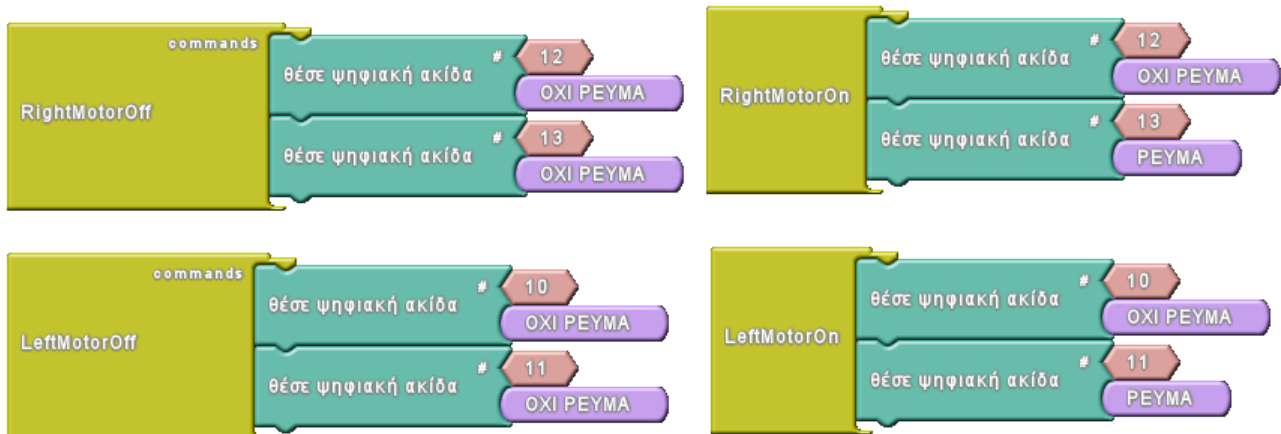 commands
RightMotorOff
θέσε ψηφιακή ακίδα # 12
ΟΧΙ ΡΕΥΜΑ
θέσε ψηφιακή ακίδα # 13
ΟΧΙ ΡΕΥΜΑ
RightMotorOn
θέσε ψηφιακή ακίδα # 12
ΟΧΙ ΡΕΥΜΑ
θέσε ψηφιακή ακίδα # 13
ΡΕΥΜΑ
commands
LeftMotorOff
θέσε ψηφιακή ακίδα # 10
ΟΧΙ ΡΕΥΜΑ
θέσε ψηφιακή ακίδα # 11
ΟΧΙ ΡΕΥΜΑ
LeftMotorOn
θέσε ψηφιακή ακίδα # 10
ΟΧΙ ΡΕΥΜΑ
θέσε ψηφιακή ακίδα # 11
ΡΕΥΜΑ